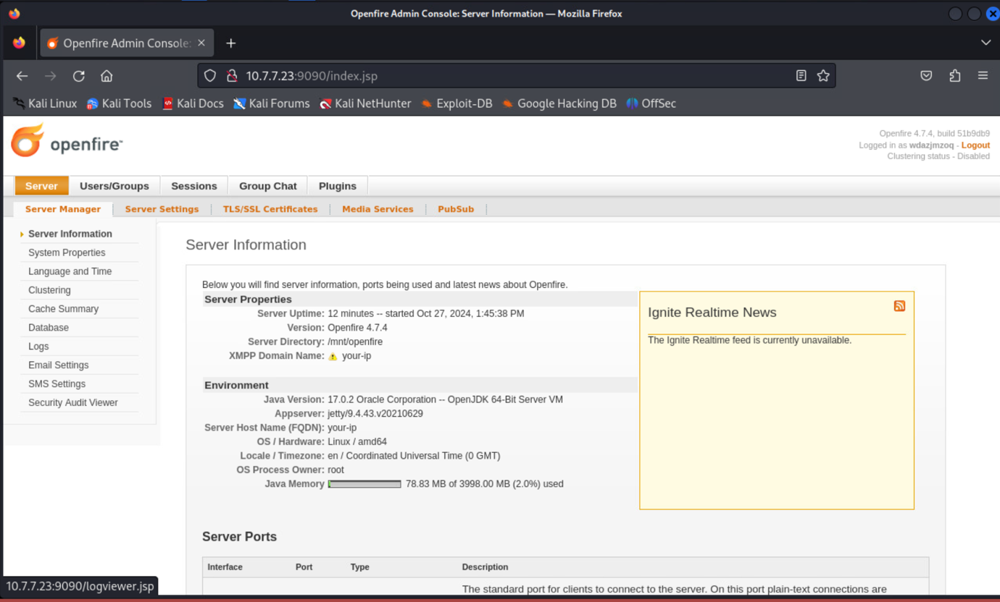 Openfire Admin Console: Server Information — Mozilla Firefox
Openfire Admin Console:
10.7.7.23:9090/index.jsp
Kali Linux Kali Tools Kali Docs Kali Forums Kali NetHunter Exploit-DB Google Hacking DB OffSec
openfire™
Openfire 4.7.4, build 51b9db9
Logged in as wdazjmzoq - Logout
Clustering status - Disabled
Server Users/Groups Sessions Group Chat Plugins
Server Manager Server Settings TLS/SSL Certificates Media Services PubSub
Server Information
System Properties
Language and Time
Clustering
Cache Summary
Database
Logs
Email Settings
SMS Settings
Security Audit Viewer
Server Information
Below you will find server information, ports being used and latest news about Openfire.
Server Properties
Server Uptime: 12 minutes -- started Oct 27, 2024, 1:45:38 PM
Version: Openfire 4.7.4
Server Directory: /mnt/openfire
XMPP Domain Name: your-ip
Environment
Java Version: 17.0.2 Oracle Corporation -- OpenJDK 64-Bit Server VM
Appserver: jetty/9.4.43.v20210629
Server Host Name (FQDN): your-ip
OS / Hardware: Linux / amd64
Locale / Timezone: en / Coordinated Universal Time (0 GMT)
OS Process Owner: root
Java Memory 78.83 MB of 3998.00 MB (2.0%) used
Ignite Realtime News
The Ignite Realtime feed is currently unavailable.
Server Ports
Interface Port Type Description
The standard port for clients to connect to the server. On this port plain-text connections are
10.7.7.23:9090/logviewer.jsp